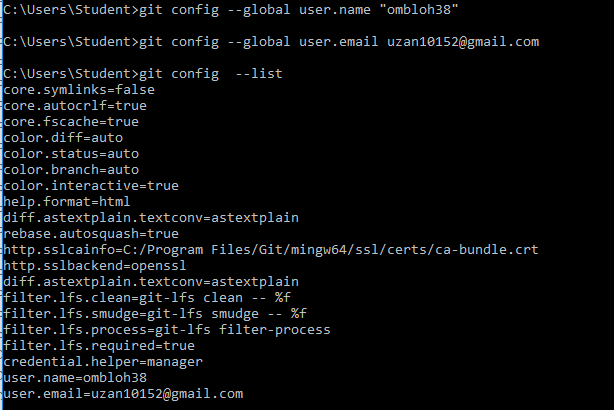 C:\Users\Student>git config --global user.name "ombloh38"
C:\Users\Student>git config --global user.email uzan10152@gmail.com
C:\Users\Student>git config  --list
core.symlinks=false
core.autocrlf=true
core.fscache=true
color.diff=auto
color.status=auto
color.branch=auto
color.interactive=true
help.format=html
diff.astextplain.textconv=astextplain
rebase.autosquash=true
http.sslcainfo=C:/Program Files/Git/mingw64/ssl/certs/ca-bundle.crt
http.sslbackend=openssl
diff.astextplain.textconv=astextplain
filter.lfs.clean=git-lfs clean -- %f
filter.lfs.smudge=git-lfs smudge -- %f
filter.lfs.process=git-lfs filter-process
filter.lfs.required=true
credential.helper=manager
user.name=ombloh38
user.email=uzan10152@gmail.com